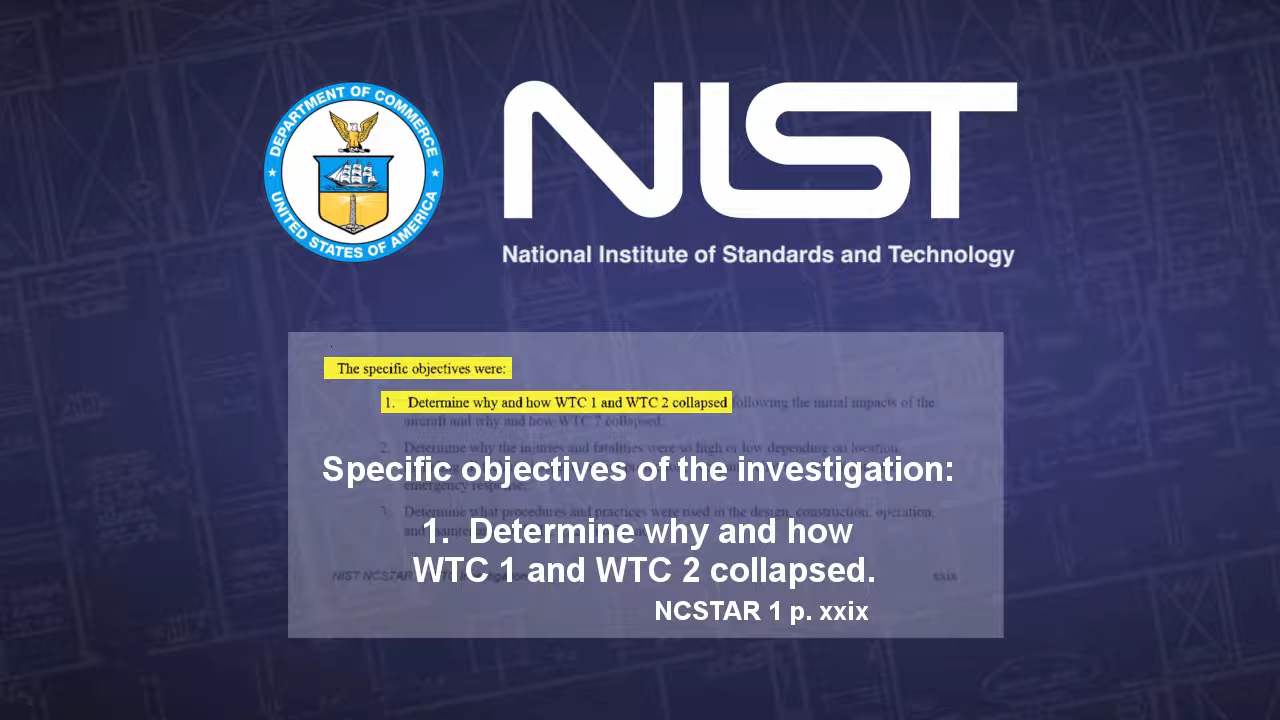 DEPARTMENT OF COMMERCE
UNITED STATES OF AMERICA
NIST
National Institute of Standards and Technology
The specific objectives were:
1. Determine why and how WTC 1 and WTC 2 collapsed following the initial impacts of the
aircraft and why and how WTC 7 collapsed;
2. Determine why the injuries and fatalities were so high or low depending on location,
Specific objectives of the investigation:
emergency response;
3. Determine what procedures and practices were used in the design, construction, operation,
1. Determine why and how
WTC 1 and WTC 2 collapsed.
NIST NCSTAR
xxix
NCSTAR 1 p. xxix